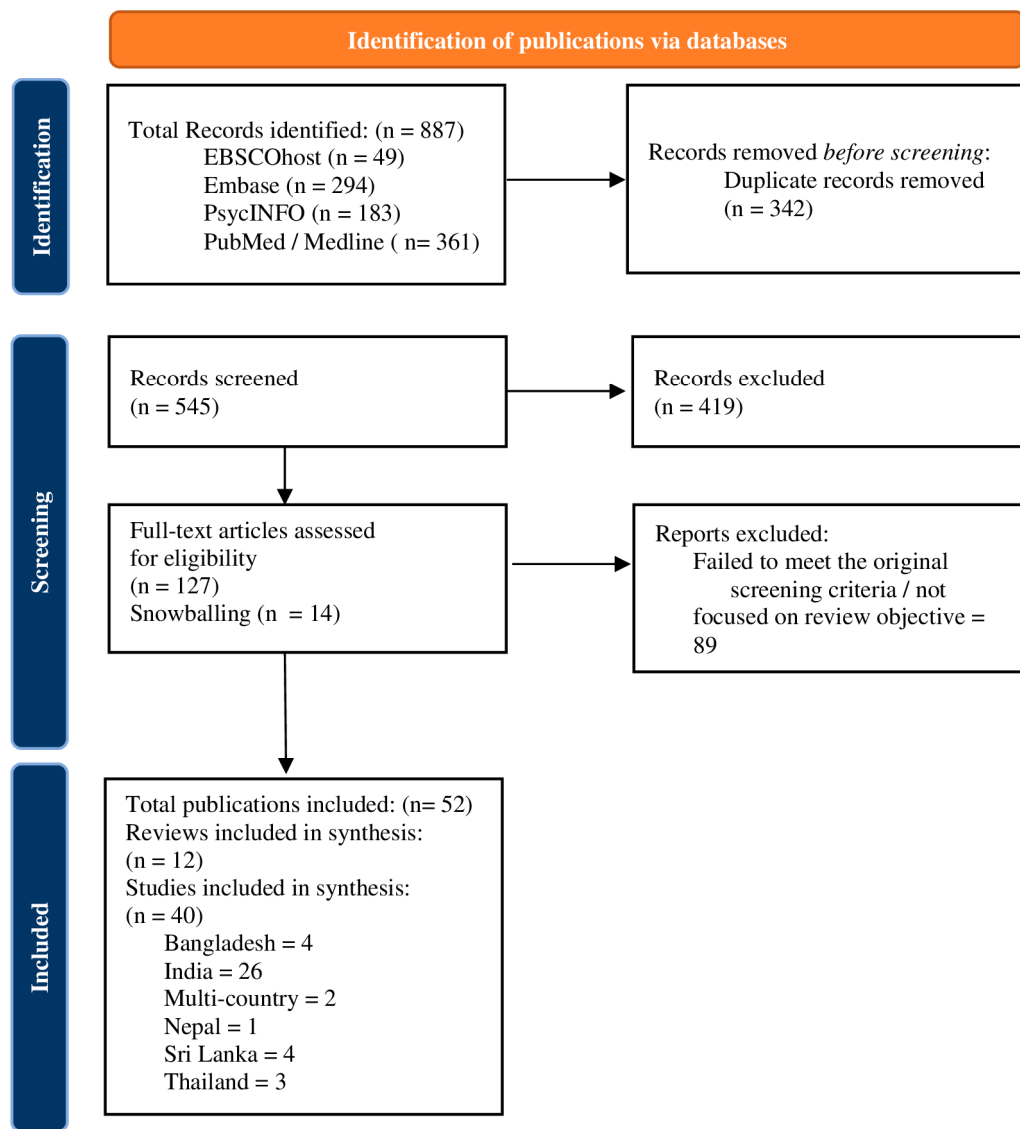 Identification of publications via databases
Identification
Total Records identified: (n = 887)
EBSCOhost (n = 49)
Embase (n = 294)
PsycINFO (n = 183)
PubMed / Medline ( n= 361)
Records removed before screening:
Duplicate records removed
(n = 342)
Screening
Records screened
(n = 545)
Records excluded
(n = 419)
Full-text articles assessed
for eligibility
(n = 127)
Snowballing (n = 14)
Reports excluded:
Failed to meet the original
screening criteria / not
focused on review objective =
89
Included
Total publications included: (n= 52)
Reviews included in synthesis:
(n = 12)
Studies included in synthesis:
(n = 40)
Bangladesh = 4
India = 26
Multi-country = 2
Nepal = 1
Sri Lanka = 4
Thailand = 3